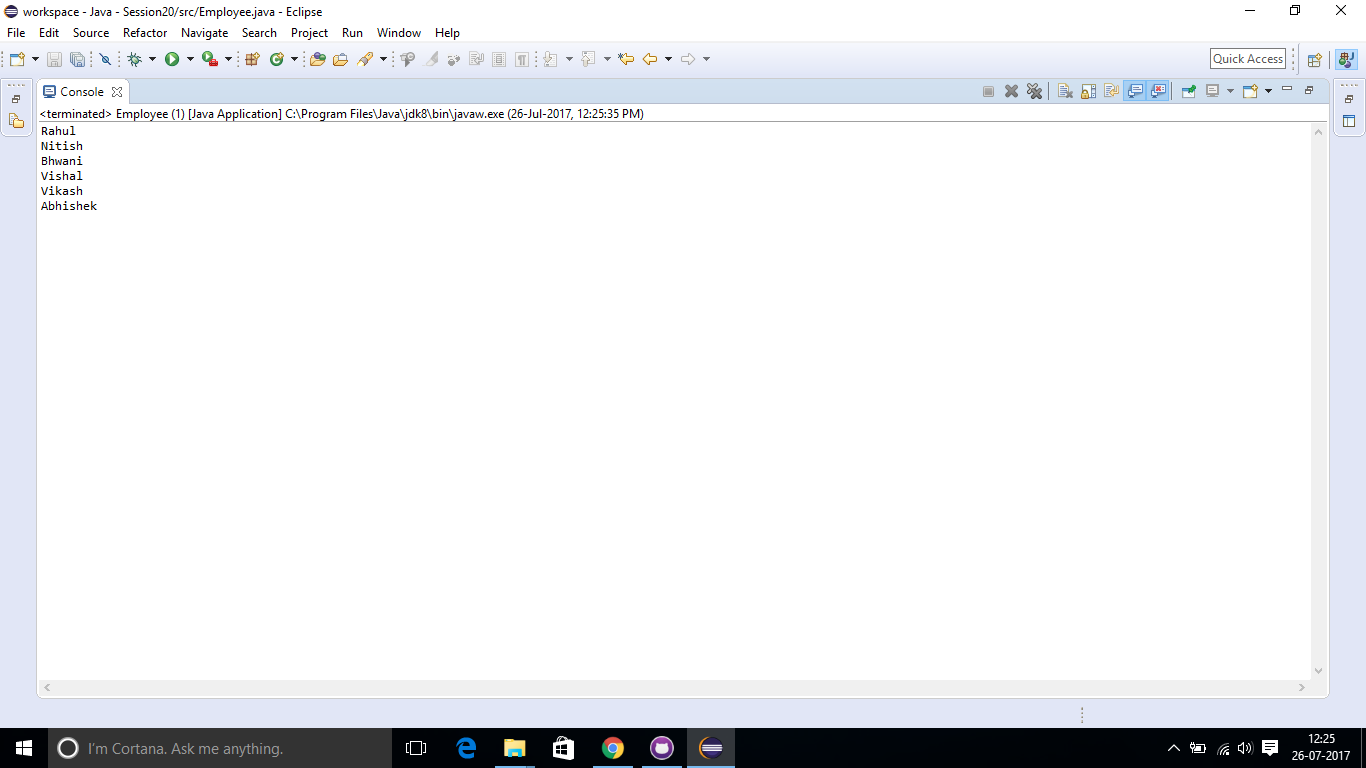 workspace - Java - Session20/src/Employee.java - Eclipse
File Edit Source Refactor Navigate Search Project Run Window Help
Quick Access
Console
<terminated> Employee (1) [Java Application] C:\Program Files\Java\jdk8\bin\javaw.exe (26-Jul-2017, 12:25:35 PM)
Rahul
Nitish
Bhwani
Vishal
Vikash
Abhishek
I'm Cortana. Ask me anything.
12:25
26-07-2017